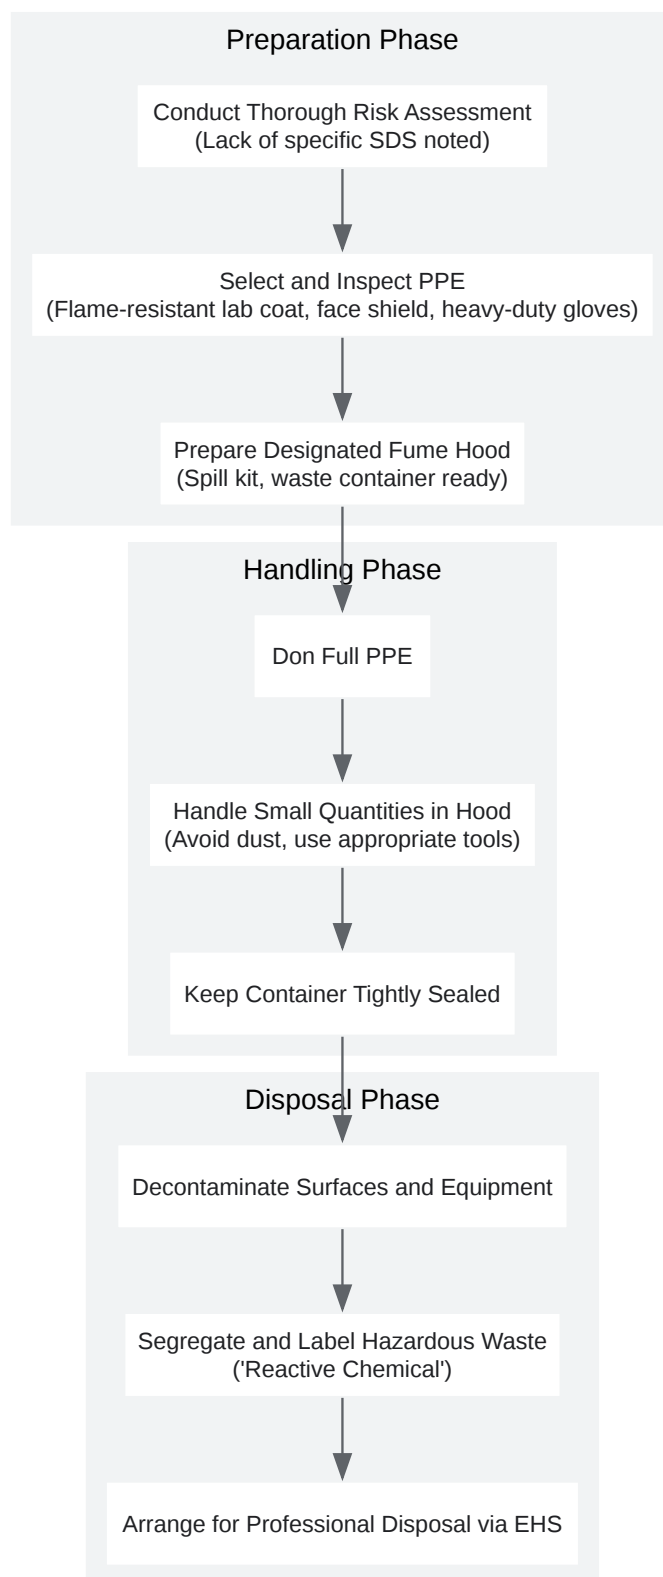 Preparation Phase
Conduct Thorough Risk Assessment
(Lack of specific SDS noted)
Select and Inspect PPE
(Flame-resistant lab coat, face shield, heavy-duty gloves)
Prepare Designated Fume Hood
(Spill kit, waste container ready)
Handling Phase
Don Full PPE
Handle Small Quantities in Hood
(Avoid dust, use appropriate tools)
Keep Container Tightly Sealed
Disposal Phase
Decontaminate Surfaces and Equipment
Segregate and Label Hazardous Waste
('Reactive Chemical')
Arrange for Professional Disposal via EHS